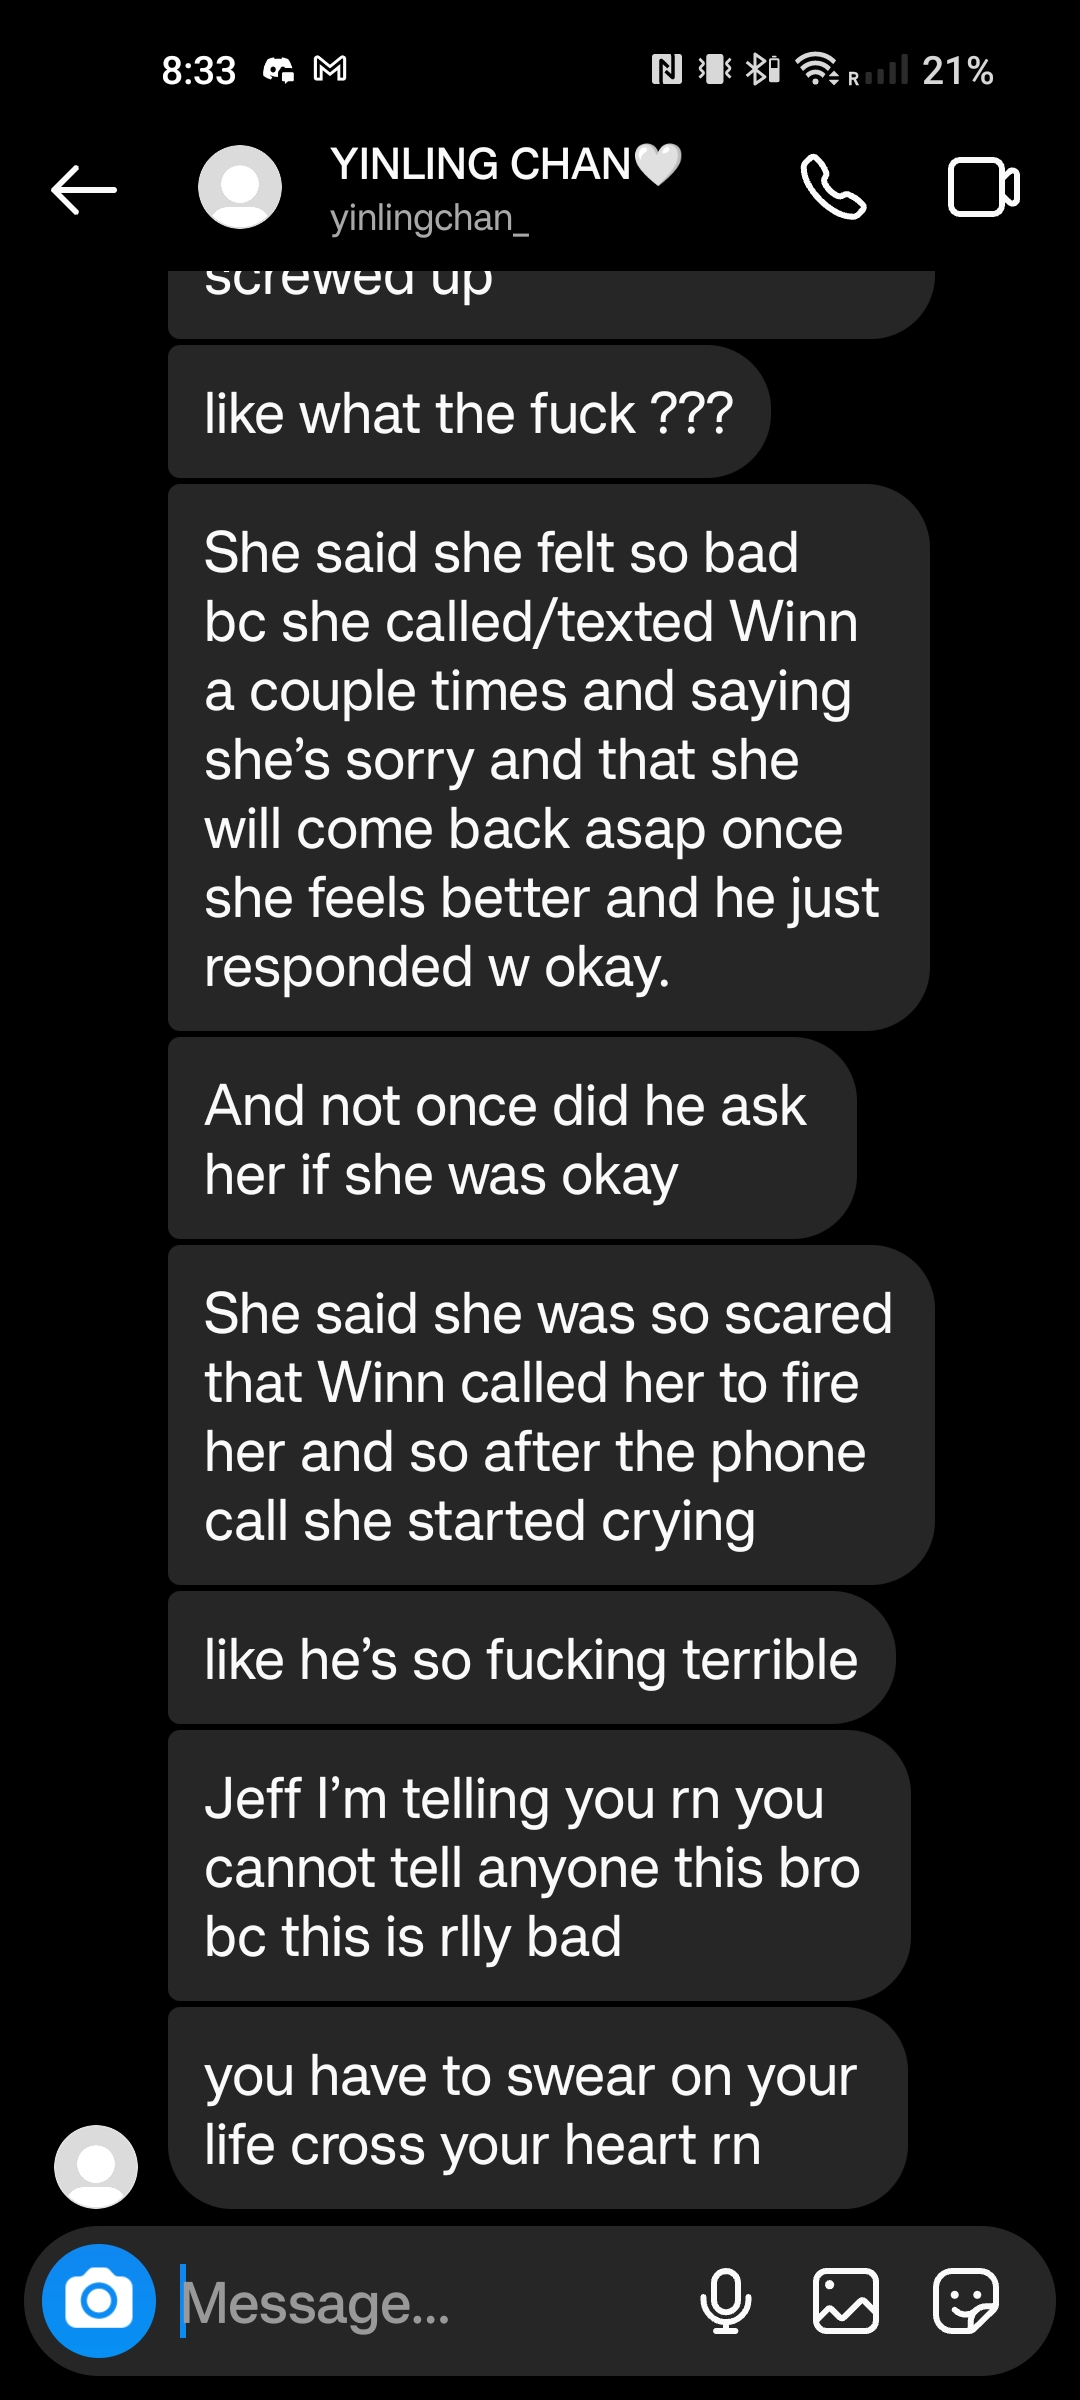 8:33
R
21%
YINLING CHAN🤍
yinlingchan_
screwed up
like what the fuck ???
She said she felt so bad
bc she called/texted Winn
a couple times and saying
she’s sorry and that she
will come back asap once
she feels better and he just
responded w okay.
And not once did he ask
her if she was okay
She said she was so scared
that Winn called her to fire
her and so after the phone
call she started crying
like he’s so fucking terrible
Jeff I’m telling you rn you
cannot tell anyone this bro
bc this is rlly bad
you have to swear on your
life cross your heart rn
Message...